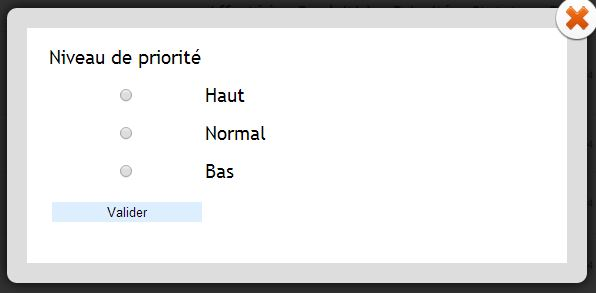 Niveau de priorité
Haut
Normal
Bas
Valider